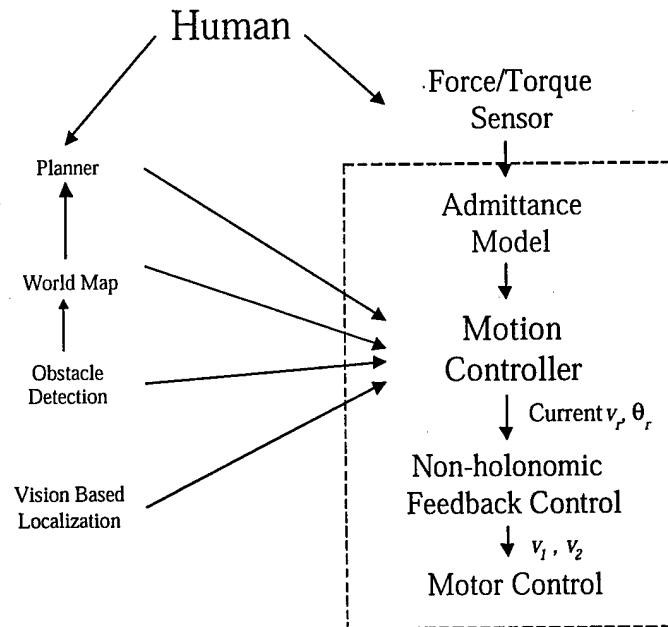 Human
Force/Torque
Sensor
Planner
Admittance
Model
World Map
Motion
Controller
Obstacle
Detection
Current v_r, θ_r
Non-holonomic
Feedback Control
Vision Based
Localization
v_1 , v_2
Motor Control